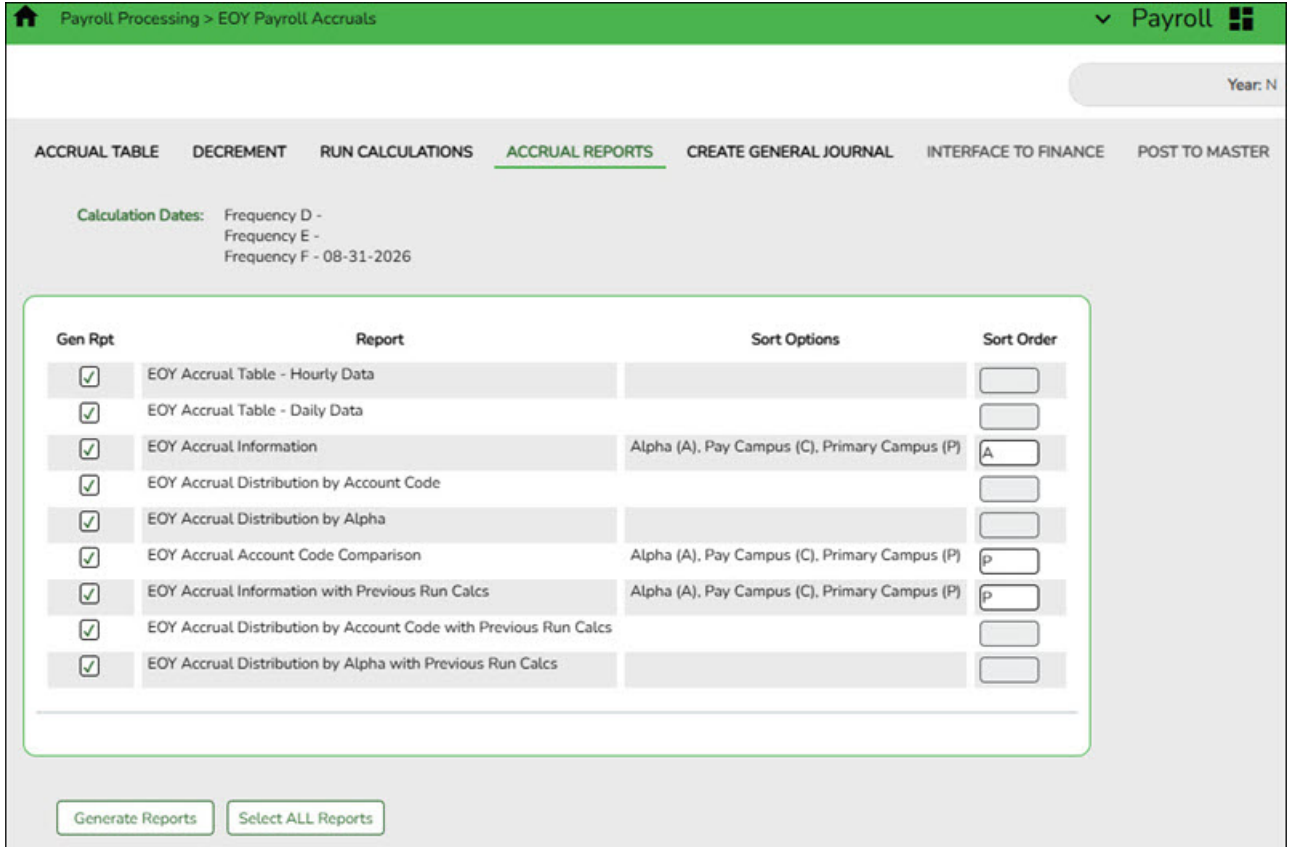 Payroll Processing > EOY Payroll Accruals
Payroll
Year: N
ACCRUAL TABLE DECREMENT RUN CALCULATIONS ACCRUAL REPORTS CREATE GENERAL JOURNAL INTERFACE TO FINANCE POST TO MASTER
Calculation Dates: Frequency D -
Frequency E -
Frequency F - 08-31-2026
Gen Rpt Report Sort Options Sort Order
EOY Accrual Table - Hourly Data
EOY Accrual Table - Daily Data
EOY Accrual Information Alpha (A), Pay Campus (C), Primary Campus (P) A
EOY Accrual Distribution by Account Code
EOY Accrual Distribution by Alpha
EOY Accrual Account Code Comparison Alpha (A), Pay Campus (C), Primary Campus (P) P
EOY Accrual Information with Previous Run Calcs Alpha (A), Pay Campus (C), Primary Campus (P) P
EOY Accrual Distribution by Account Code with Previous Run Calcs
EOY Accrual Distribution by Alpha with Previous Run Calcs
Generate Reports Select ALL Reports